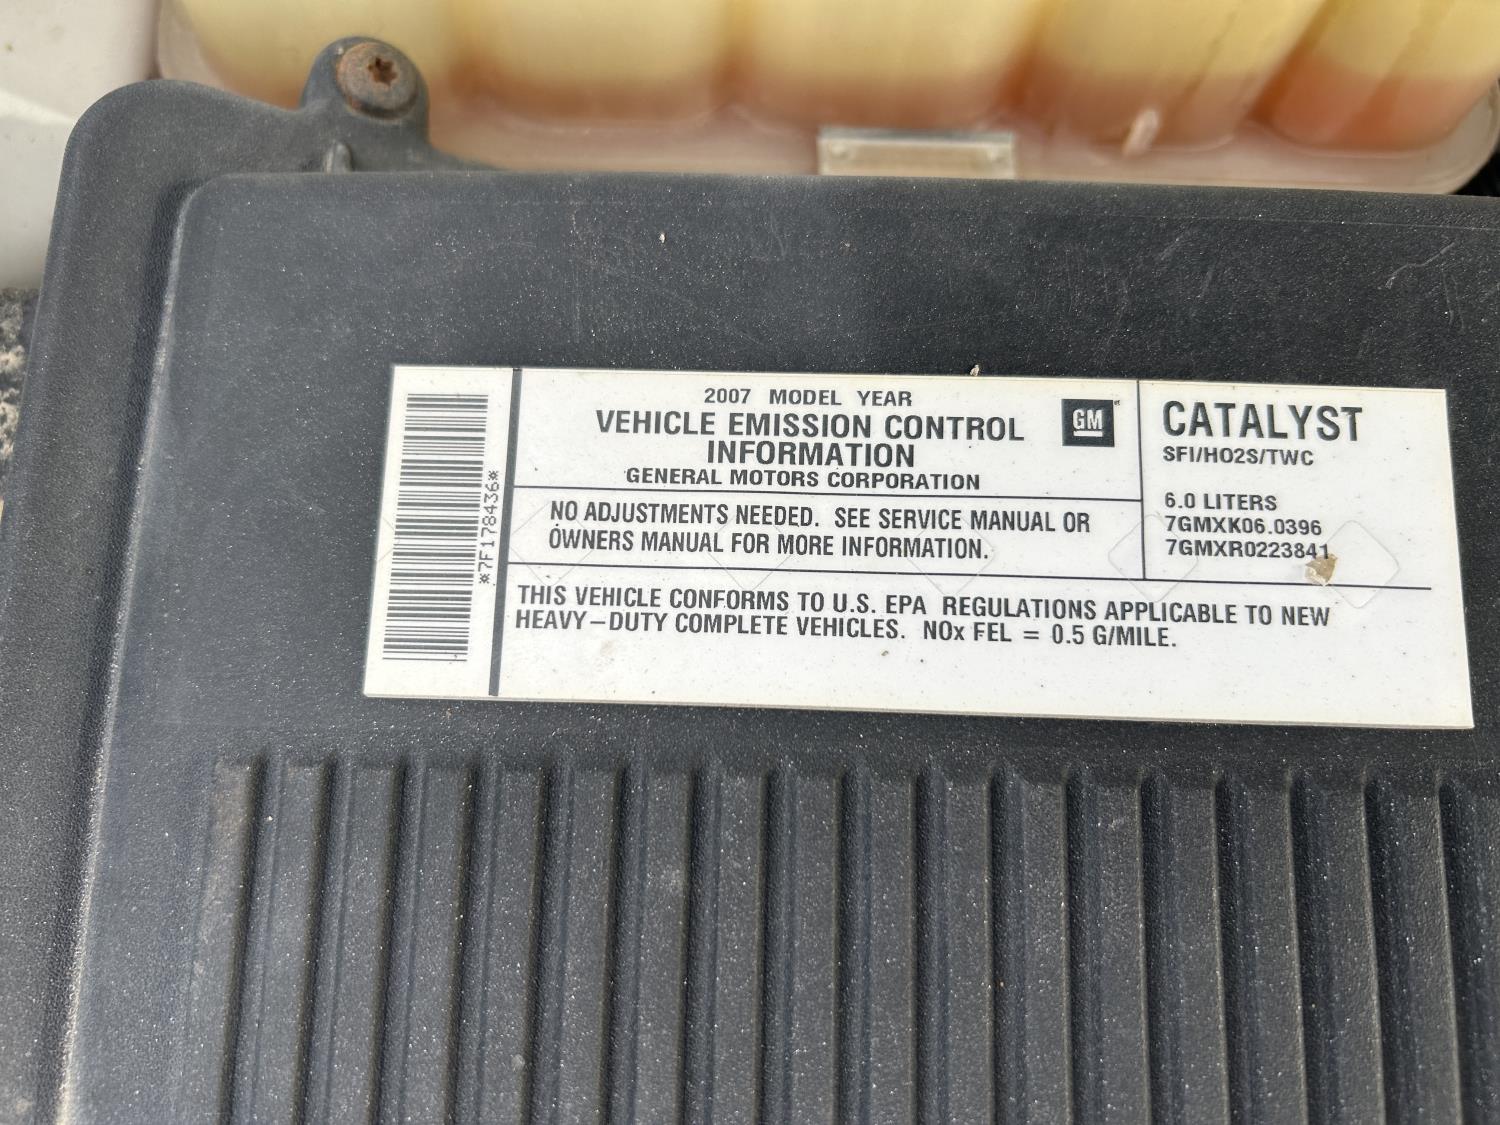 *7F178436*
2007 MODEL YEAR
VEHICLE EMISSION CONTROL
INFORMATION
GENERAL MOTORS CORPORATION
GM
NO ADJUSTMENTS NEEDED. SEE SERVICE MANUAL OR
OWNERS MANUAL FOR MORE INFORMATION.
CATALYST
SFI/HO2S/TWC
6.0 LITERS
7GMXK06.0396
7GMXR0223841
THIS VEHICLE CONFORMS TO U.S. EPA REGULATIONS APPLICABLE TO NEW
HEAVY–DUTY COMPLETE VEHICLES. NOx FEL = 0.5 G/MILE.